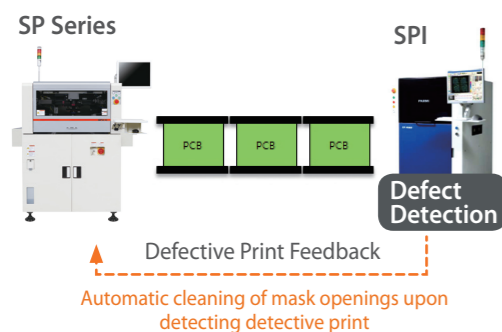 SP Series
SPI
PCB
PCB
PCB
Defect
Detection
Defective Print Feedback
Automatic cleaning of mask openings upon
detecting detective print